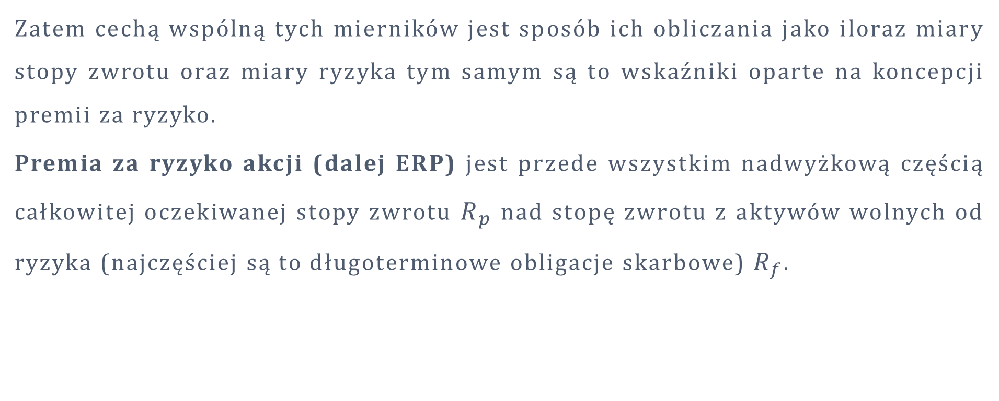 Zatem cechą wspólną tych mierników jest sposób ich obliczania jako iloraz miary
stopy zwrotu oraz miary ryzyka tym samym są to wskaźniki oparte na koncepcji
premii za ryzyko.
Premia za ryzyko akcji (dalej ERP) jest przede wszystkim nadwyżkową częścią
całkowitej oczekiwanej stopy zwrotu R_p nad stopę zwrotu z aktywów wolnych od
ryzyka (najczęściej są to długoterminowe obligacje skarbowe) R_f.